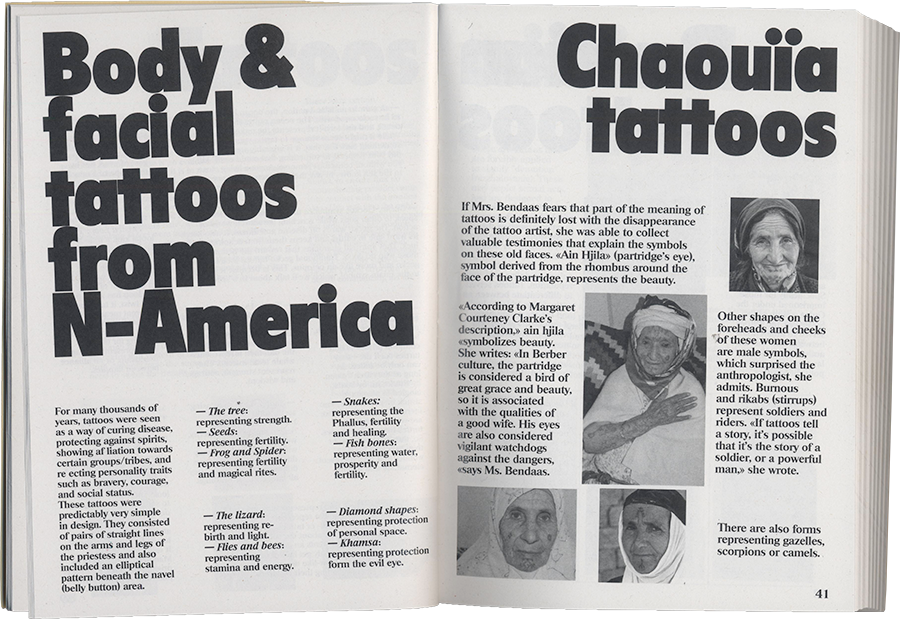 Body &
facial
tattoos
from
N-America
For many thousands of
years, tattoos were seen
as a way of curing disease,
protecting against spirits,
showing af liation towards
certain groups/tribes, and
re ecting personality traits
such as bravery, courage,
and social status.
These tattoos were
predictably very simple
in design. They consisted
of pairs of straight lines
on the arms and legs of
the priestess and also
included an elliptical
pattern beneath the navel
(belly button) area.
— The tree:
representing strength.
— Seeds:
representing fertility.
— Frog and Spider:
representing fertility
and magical rites.
— The lizard:
representing re-
birth and light.
— Flies and bees:
representing
stamina and energy.
— Snakes:
representing the
Phallus, fertility
and healing.
— Fish bones:
representing water,
prosperity and
fertility.
— Diamond shapes:
representing protection
of personal space.
— Khamsa:
representing protection
form the evil eye.
Chaouïa
tattoos
If Mrs. Bendaas fears that part of the meaning of
tattoos is definitely lost with the disappearance
of the tattoo artist, she was able to collect
valuable testimonies that explain the symbols
on these old faces. «Ain Hjila» (partridge's eye),
symbol derived from the rhombus around the
face of the partridge, represents the beauty.
«According to Margaret
Courteney Clarke's
description,» ain hjila
«symbolizes beauty.
She writes: «In Berber
culture, the partridge
is considered a bird of
great grace and beauty,
so it is associated
with the qualities of
a good wife. His eyes
are also considered
vigilant watchdogs
against the dangers,
«says Ms. Bendaas.
Other shapes on the
foreheads and cheeks
of these women
are male symbols,
which surprised the
anthropologist, she
admits. Burnous
and rikabs (stirrups)
represent soldiers and
riders. «If tattoos tell
a story, it's possible
that it's the story of a
soldier, or a powerful
man,» she wrote.
There are also forms
representing gazelles,
scorpions or camels.
41